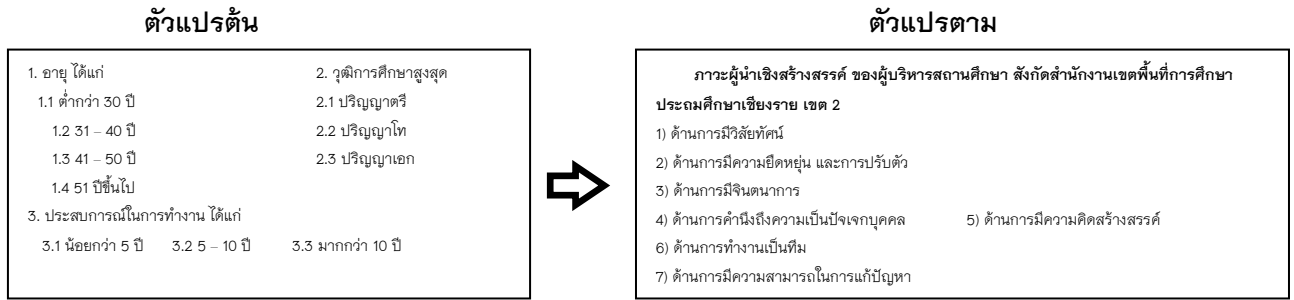 ตัวแปรต้น
1. อายุ ได้แก่ 2. วุฒิการศึกษาสูงสุด
1.1 ต่ำกว่า 30 ปี 2.1 ปริญญาตรี
1.2 31 – 40 ปี 2.2 ปริญญาโท
1.3 41 – 50 ปี 2.3 ปริญญาเอก
1.4 51 ปีขึ้นไป
3. ประสบการณ์ในการทำงาน ได้แก่
3.1 น้อยกว่า 5 ปี 3.2 5 – 10 ปี 3.3 มากกว่า 10 ปี
ตัวแปรตาม
ภาวะผู้นำเชิงสร้างสรรค์ ของผู้บริหารสถานศึกษา สังกัดสำนักงานเขตพื้นที่การศึกษา
ประถมศึกษาเชียงราย เขต 2
1) ด้านการมีวิสัยทัศน์
2) ด้านการมีความยืดหยุ่น และการปรับตัว
3) ด้านการมีจินตนาการ
4) ด้านการคำนึงถึงความเป็นปัจเจกบุคคล 5) ด้านการมีความคิดสร้างสรรค์
6) ด้านการทำงานเป็นทีม
7) ด้านการมีความสามารถในการแก้ปัญหา